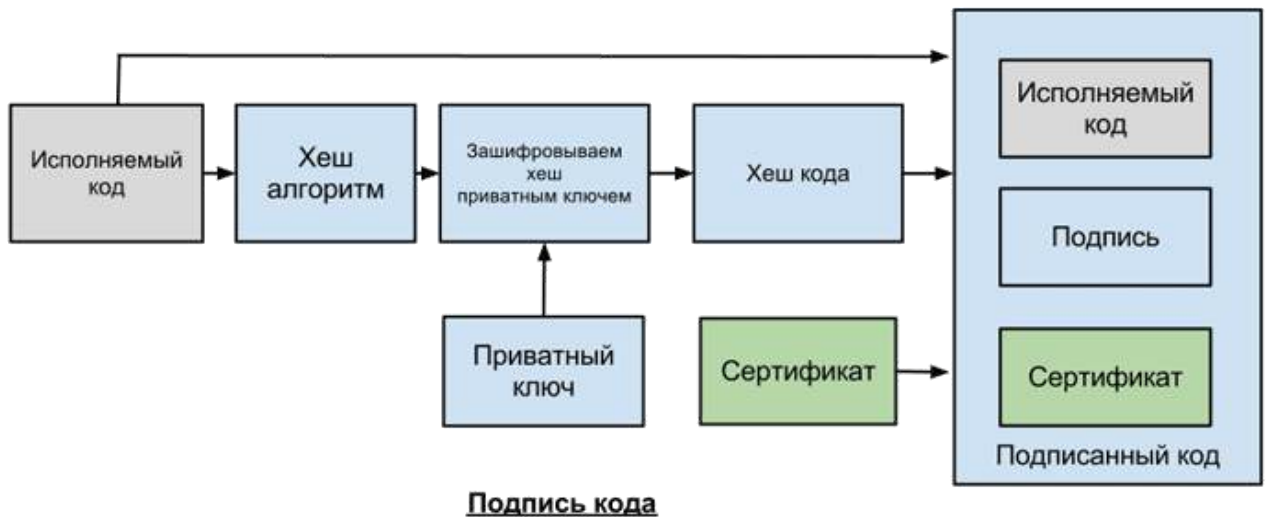 Исполняемый
код
Хеш
алгоритм
Зашифровываем
хеш
приватным ключем
Хеш кода
Приватный
ключ
Сертификат
Исполняемый
код
Подпись
Сертификат
Подписанный код
Подпись кода